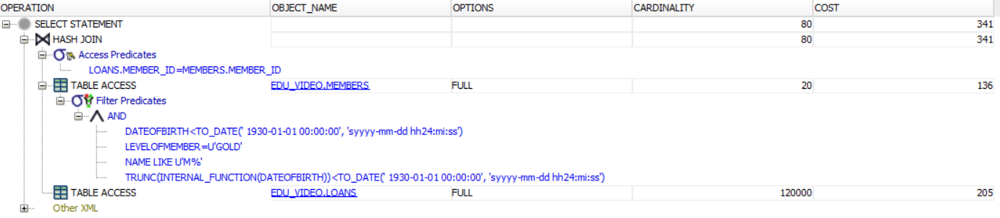 OPERATION OBJECT_NAME OPTIONS CARDINALITY COST
SELECT STATEMENT 80 341
HASH JOIN 80 341
Access Predicates
LOANS.MEMBER_ID=MEMBERS.MEMBER_ID
TABLE ACCESS EDU_VIDEO.MEMBERS FULL 20 136
Filter Predicates
AND
DATEOFBIRTH<TO_DATE(' 1930-01-01 00:00:00', 'syyyy-mm-dd hh24:mi:ss')
LEVELOFMEMBER=U'GOLD'
NAME LIKE U'M%'
TRUNC(INTERNAL_FUNCTION(DATEOFBIRTH))<TO_DATE(' 1930-01-01 00:00:00', 'syyyy-mm-dd hh24:mi:ss')
TABLE ACCESS EDU_VIDEO.LOANS FULL 120000 205
Other XML